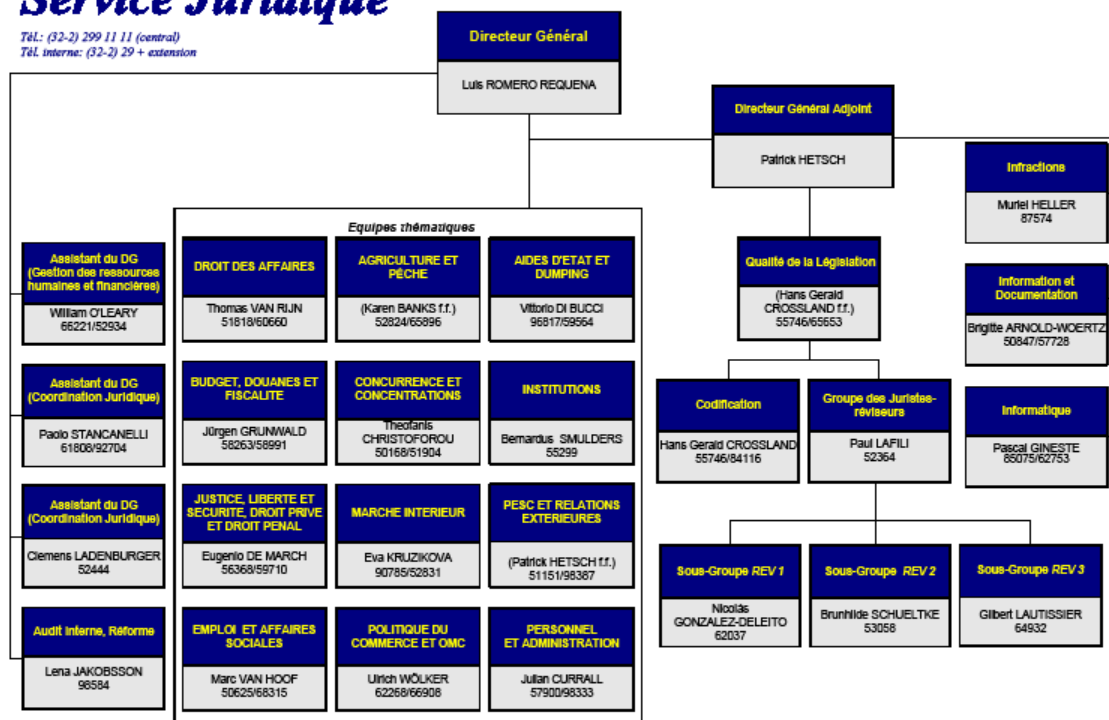 Service Juridique
Tél.: (32-2) 299 11 11 (central)
Tél. interne: (32-2) 29 + extension
Directeur Général
Luis ROMERO REQUENA
Directeur Général Adjoint
Patrick HETSCH
Infractions
Muriel HELLER
87574
Equipes thématiques
Assistant du DG
(Gestion des ressources
humaines et financières)
William O'LEARY
66221/52934
DROIT DES AFFAIRES
Thomas VAN RIJN
51818/60660
AGRICULTURE ET
PÊCHE
(Karen BANKS f.f.)
52824/65896
AIDES D'ETAT ET
DUMPING
Vittorio DI BUCCI
96817/59564
Qualité de la Législation
(Hans Gerald
CROSSLAND f.f.)
55746/65653
Information et
Documentation
Brigitte ARNOLD-WOERTZ
50847/57728
Assistant du DG
(Coordination Juridique)
Paolo STANCANELLI
61808/92704
BUDGET, DOUANES ET
FISCALITE
Jürgen GRUNWALD
58263/58991
CONCURRENCE ET
CONCENTRATIONS
Theofanis
CHRISTOFOROU
50168/51904
INSTITUTIONS
Bernardus SMULDERS
55299
Codification
Hans Gerald CROSSLAND
55746/84116
Groupe des Juristes-
réviseurs
Paul LAFILI
52364
Informatique
Pascal GINESTE
85075/62753
Assistant du DG
(Coordination Juridique)
Clemens LADENBURGER
52444
JUSTICE, LIBERTE ET
SECURITE, DROIT PRIVE
ET DROIT PENAL
Eugenio DE MARCH
56368/59710
MARCHE INTERIEUR
Eva KRUZIKOVA
90785/52831
PESC ET RELATIONS
EXTERIEURES
(Patrick HETSCH f.f.)
51151/98387
Sous-Groupe REV 1
Nicolás
GONZALEZ-DELEITO
62037
Sous-Groupe REV 2
Brunhilde SCHUELTKE
53058
Sous-Groupe REV 3
Gilbert LAUTISSIER
64932
Audit Interne, Réforme
Lena JAKOBSSON
98584
EMPLOI ET AFFAIRES
SOCIALES
Marc VAN HOOF
50625/68315
POLITIQUE DU
COMMERCE ET OMC
Ulrich WÖLKER
62268/66908
PERSONNEL
ET ADMINISTRATION
Julian CURRALL
57900/98333